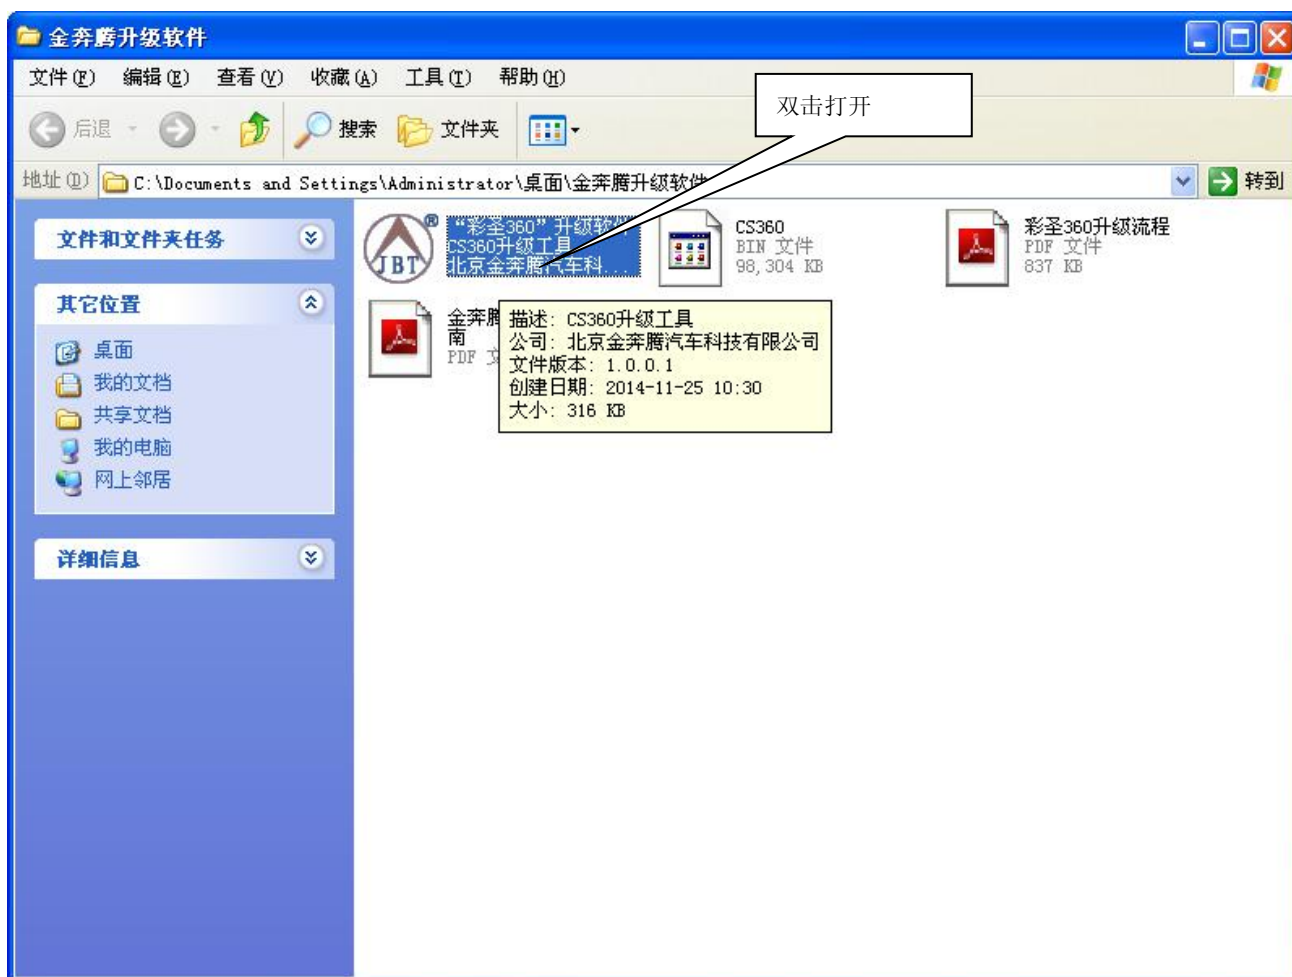 金奔腾升级软件
文件(F) 编辑(E) 查看(V) 收藏(A) 工具(T) 帮助(H)
双击打开
后退 搜索 文件夹
地址(D) C:\Documents and Settings\Administrator\桌面\金奔腾升级软件 转到
文件和文件夹任务
其它位置
桌面
我的文档
共享文档
我的电脑
网上邻居
详细信息
JBT ®
“彩圣360”升级软件
CS360升级工具
北京金奔腾汽车科...
CS360
BIN 文件
98,304 KB
彩圣360升级流程
PDF 文件
837 KB
金奔腾
南
PDF
描述: CS360升级工具
公司: 北京金奔腾汽车科技有限公司
文件版本: 1.0.0.1
创建日期: 2014-11-25 10:30
大小: 316 KB